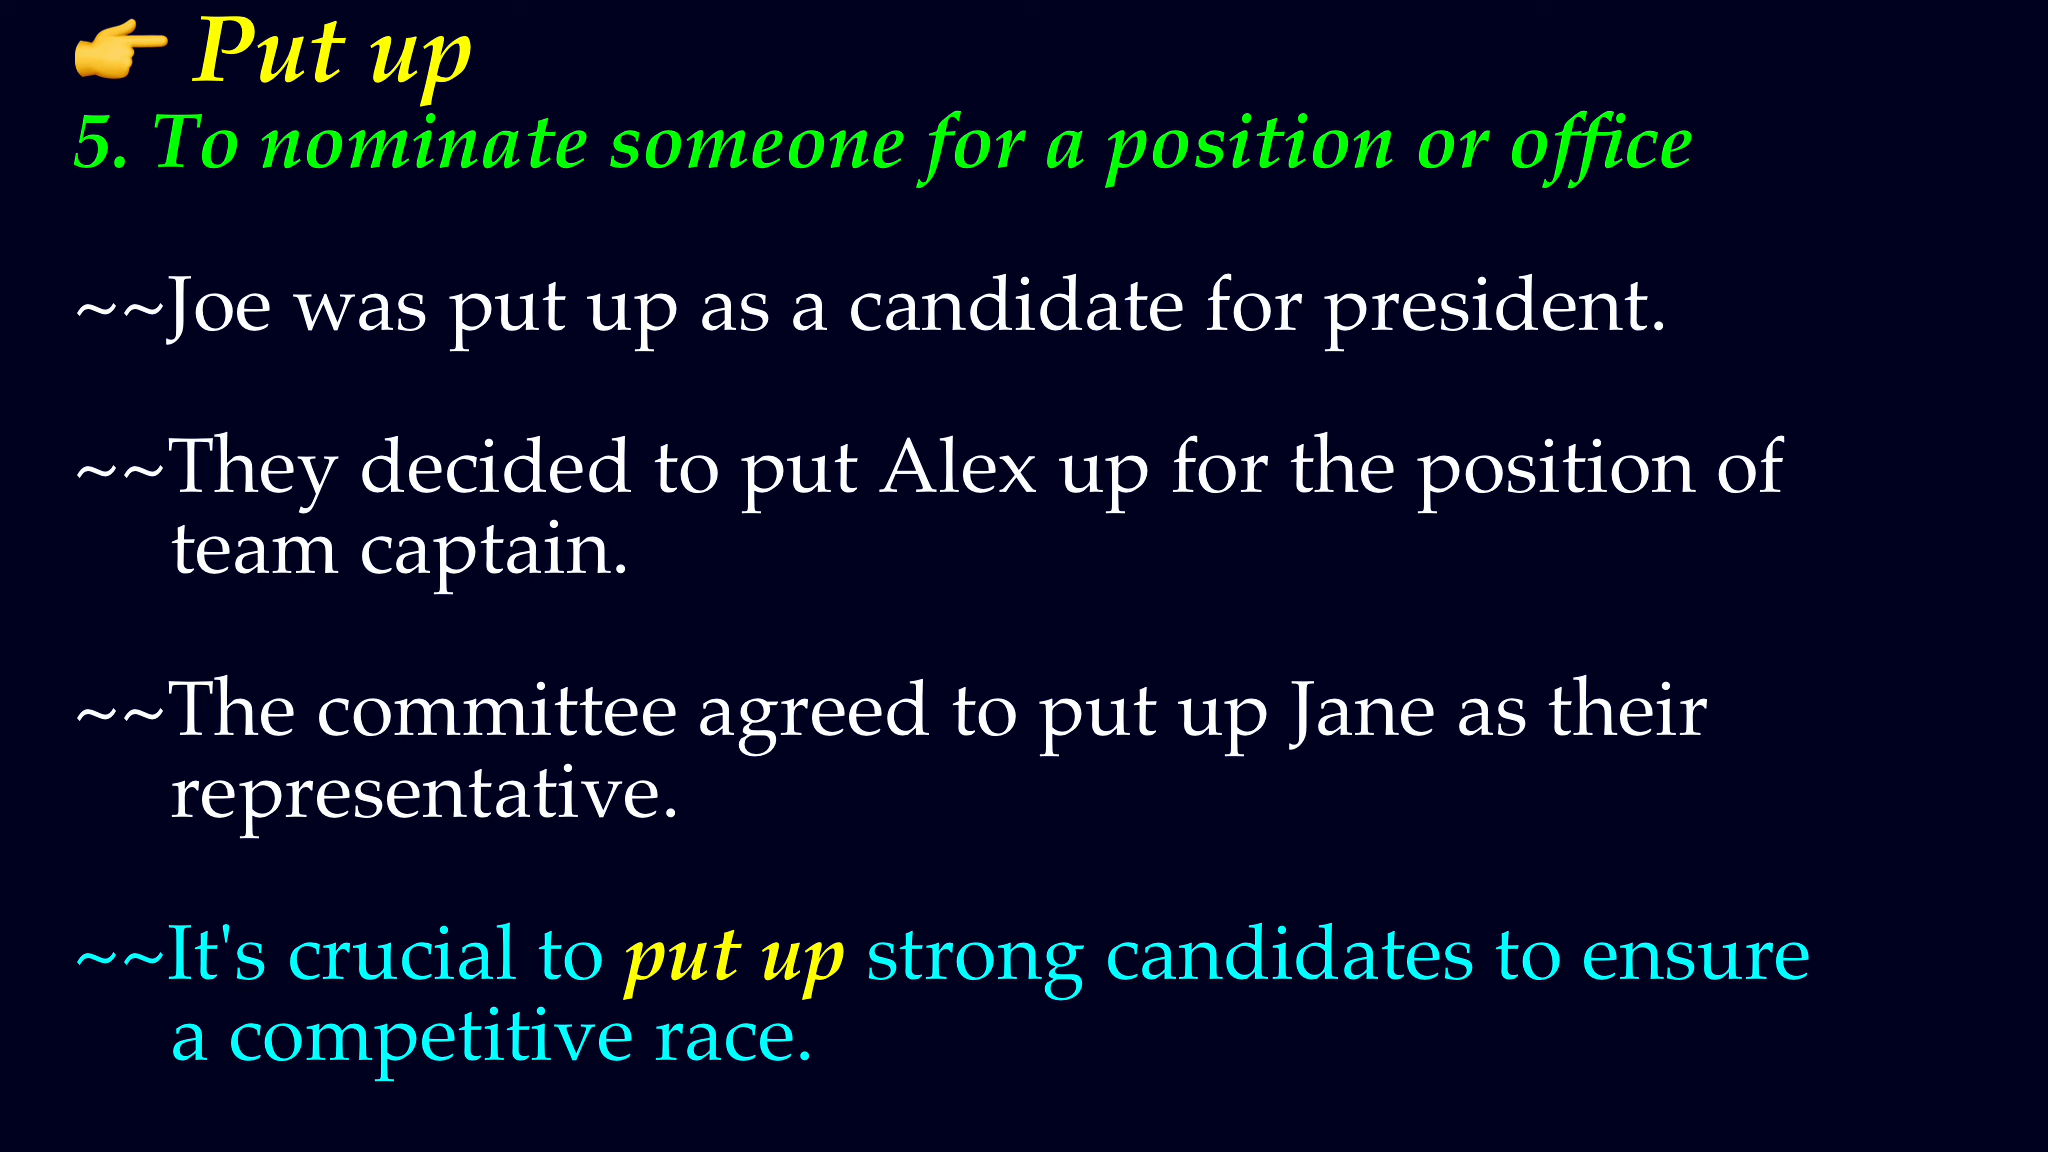 👉 Put up
5. To nominate someone for a position or office
~~Joe was put up as a candidate for president.
~~They decided to put Alex up for the position of
team captain.
~~The committee agreed to put up Jane as their
representative.
~~It's crucial to put up strong candidates to ensure
a competitive race.